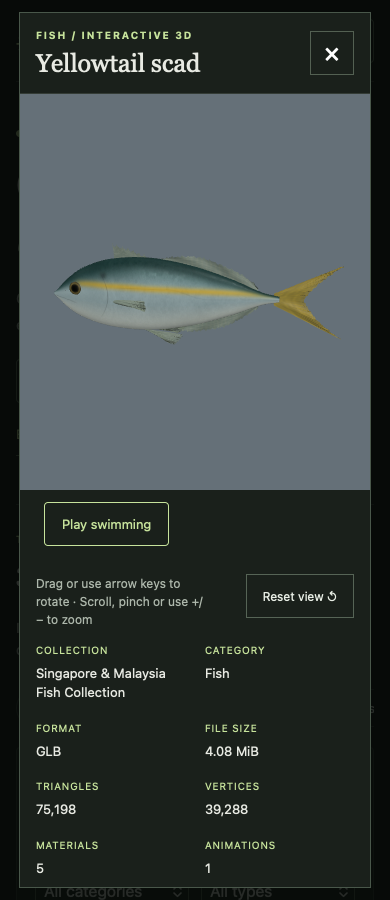 FISH / INTERACTIVE 3D
Yellowtail scad
×
Play swimming
Drag or use arrow keys to
rotate · Scroll, pinch or use +/
− to zoom
Reset view ↺
COLLECTION
Singapore & Malaysia
Fish Collection
CATEGORY
Fish
FORMAT
GLB
FILE SIZE
4.08 MiB
TRIANGLES
75,198
VERTICES
39,288
MATERIALS
5
ANIMATIONS
1
All categories
All types